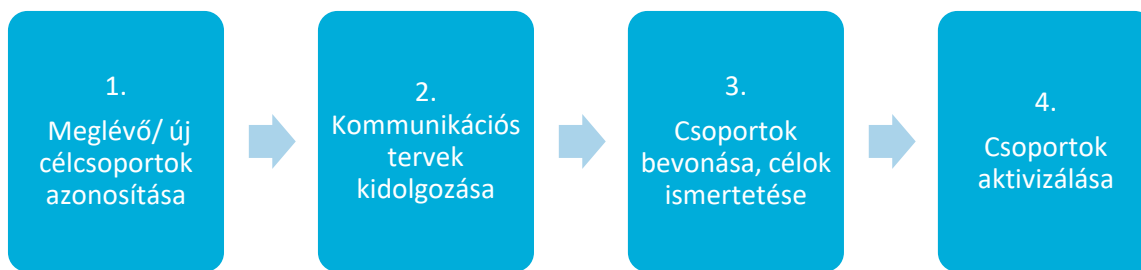 1.
Meglévő/ új
célcsoportok
azonosítása
2.
Kommunikációs
tervek
kidolgozása
3.
Csoportok
bevonása, célok
ismertetése
4.
Csoportok
aktivizálása